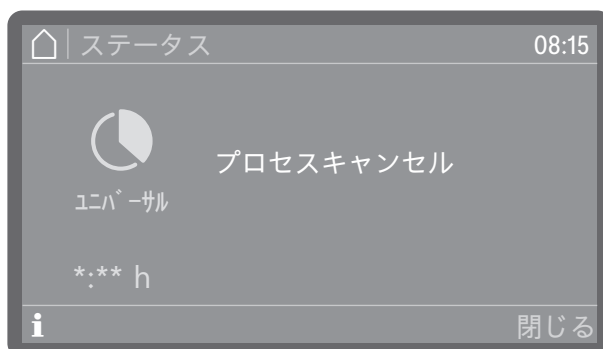 ステータス 08:15
プロセスキャンセル
ユニバーサル
*:** h
i 閉じる